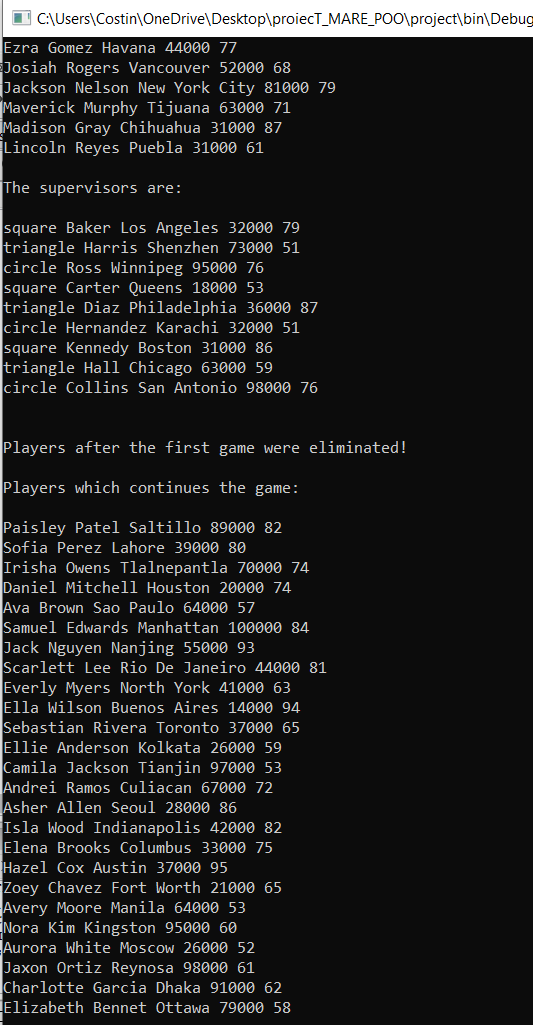 C:\Users\Costin\OneDrive\Desktop\proiecT_MARE_POO\project\bin\Debug
Ezra Gomez Havana 44000 77
Josiah Rogers Vancouver 52000 68
Jackson Nelson New York City 81000 79
Maverick Murphy Tijuana 63000 71
Madison Gray Chihuahua 31000 87
Lincoln Reyes Puebla 31000 61
The supervisors are:
square Baker Los Angeles 32000 79
triangle Harris Shenzhen 73000 51
circle Ross Winnipeg 95000 76
square Carter Queens 18000 53
triangle Diaz Philadelphia 36000 87
circle Hernandez Karachi 32000 51
square Kennedy Boston 31000 86
triangle Hall Chicago 63000 59
circle Collins San Antonio 98000 76
Players after the first game were eliminated!
Players which continues the game:
Paisley Patel Saltillo 89000 82
Sofia Perez Lahore 39000 80
Irisha Owens Tlalnepantla 70000 74
Daniel Mitchell Houston 20000 74
Ava Brown Sao Paulo 64000 57
Samuel Edwards Manhattan 100000 84
Jack Nguyen Nanjing 55000 93
Scarlett Lee Rio De Janeiro 44000 81
Everly Myers North York 41000 63
Ella Wilson Buenos Aires 14000 94
Sebastian Rivera Toronto 37000 65
Ellie Anderson Kolkata 26000 59
Camila Jackson Tianjin 97000 53
Andrei Ramos Culiacan 67000 72
Asher Allen Seoul 28000 86
Isla Wood Indianapolis 42000 82
Elena Brooks Columbus 33000 75
Hazel Cox Austin 37000 95
Zoey Chavez Fort Worth 21000 65
Avery Moore Manila 64000 53
Nora Kim Kingston 95000 60
Aurora White Moscow 26000 52
Jaxon Ortiz Reynosa 98000 61
Charlotte Garcia Dhaka 91000 62
Elizabeth Bennet Ottawa 79000 58